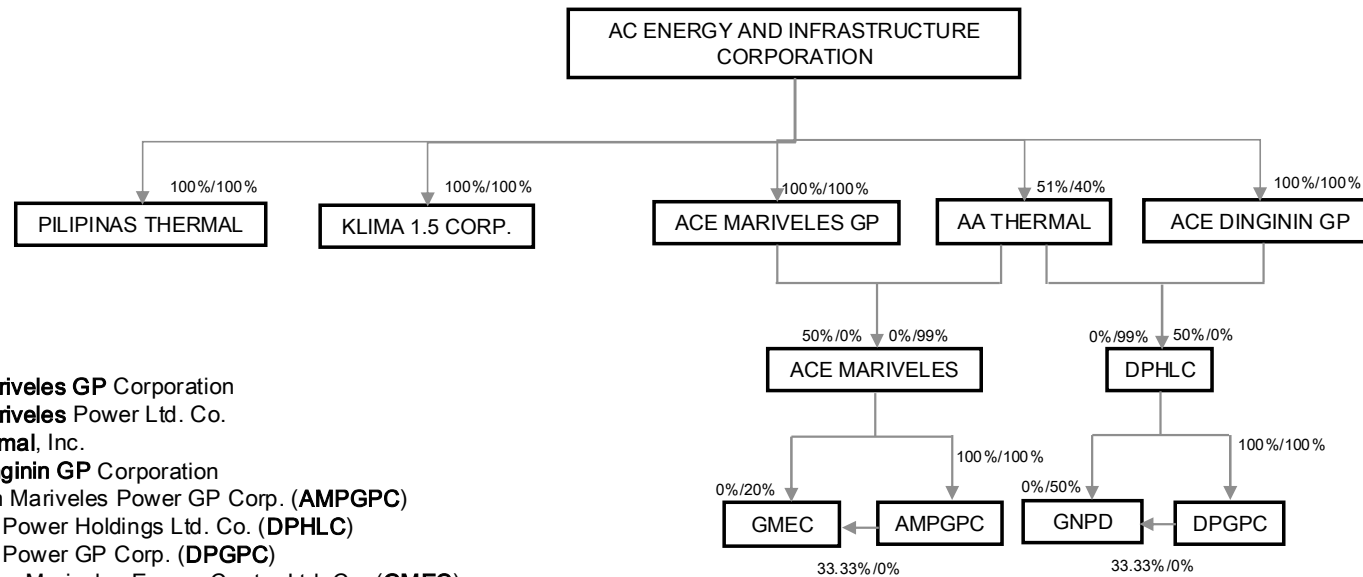 AC ENERGY AND INFRASTRUCTURE
CORPORATION
100%/100%
100%/100%
100%/100%
51%/40%
100%/100%
PILIPINAS THERMAL
KLIMA 1.5 CORP.
ACE MARIVELES GP
AA THERMAL
ACE DINGININ GP
50%/0%
0%/99%
0%/99%
50%/0%
ACE MARIVELES
DPHLC
GP Corporation
Power Ltd. Co.
, Inc.
GP Corporation
Mariveles Power GP Corp. (AMPGPC)
Power Holdings Ltd. Co. (DPHLC)
Power GP Corp. (DPGPC)
100%/100%
100%/100%
0%/20%
0%/50%
GMEC
AMPGPC
GNPD
DPGPC
33.33%/0%
33.33%/0%